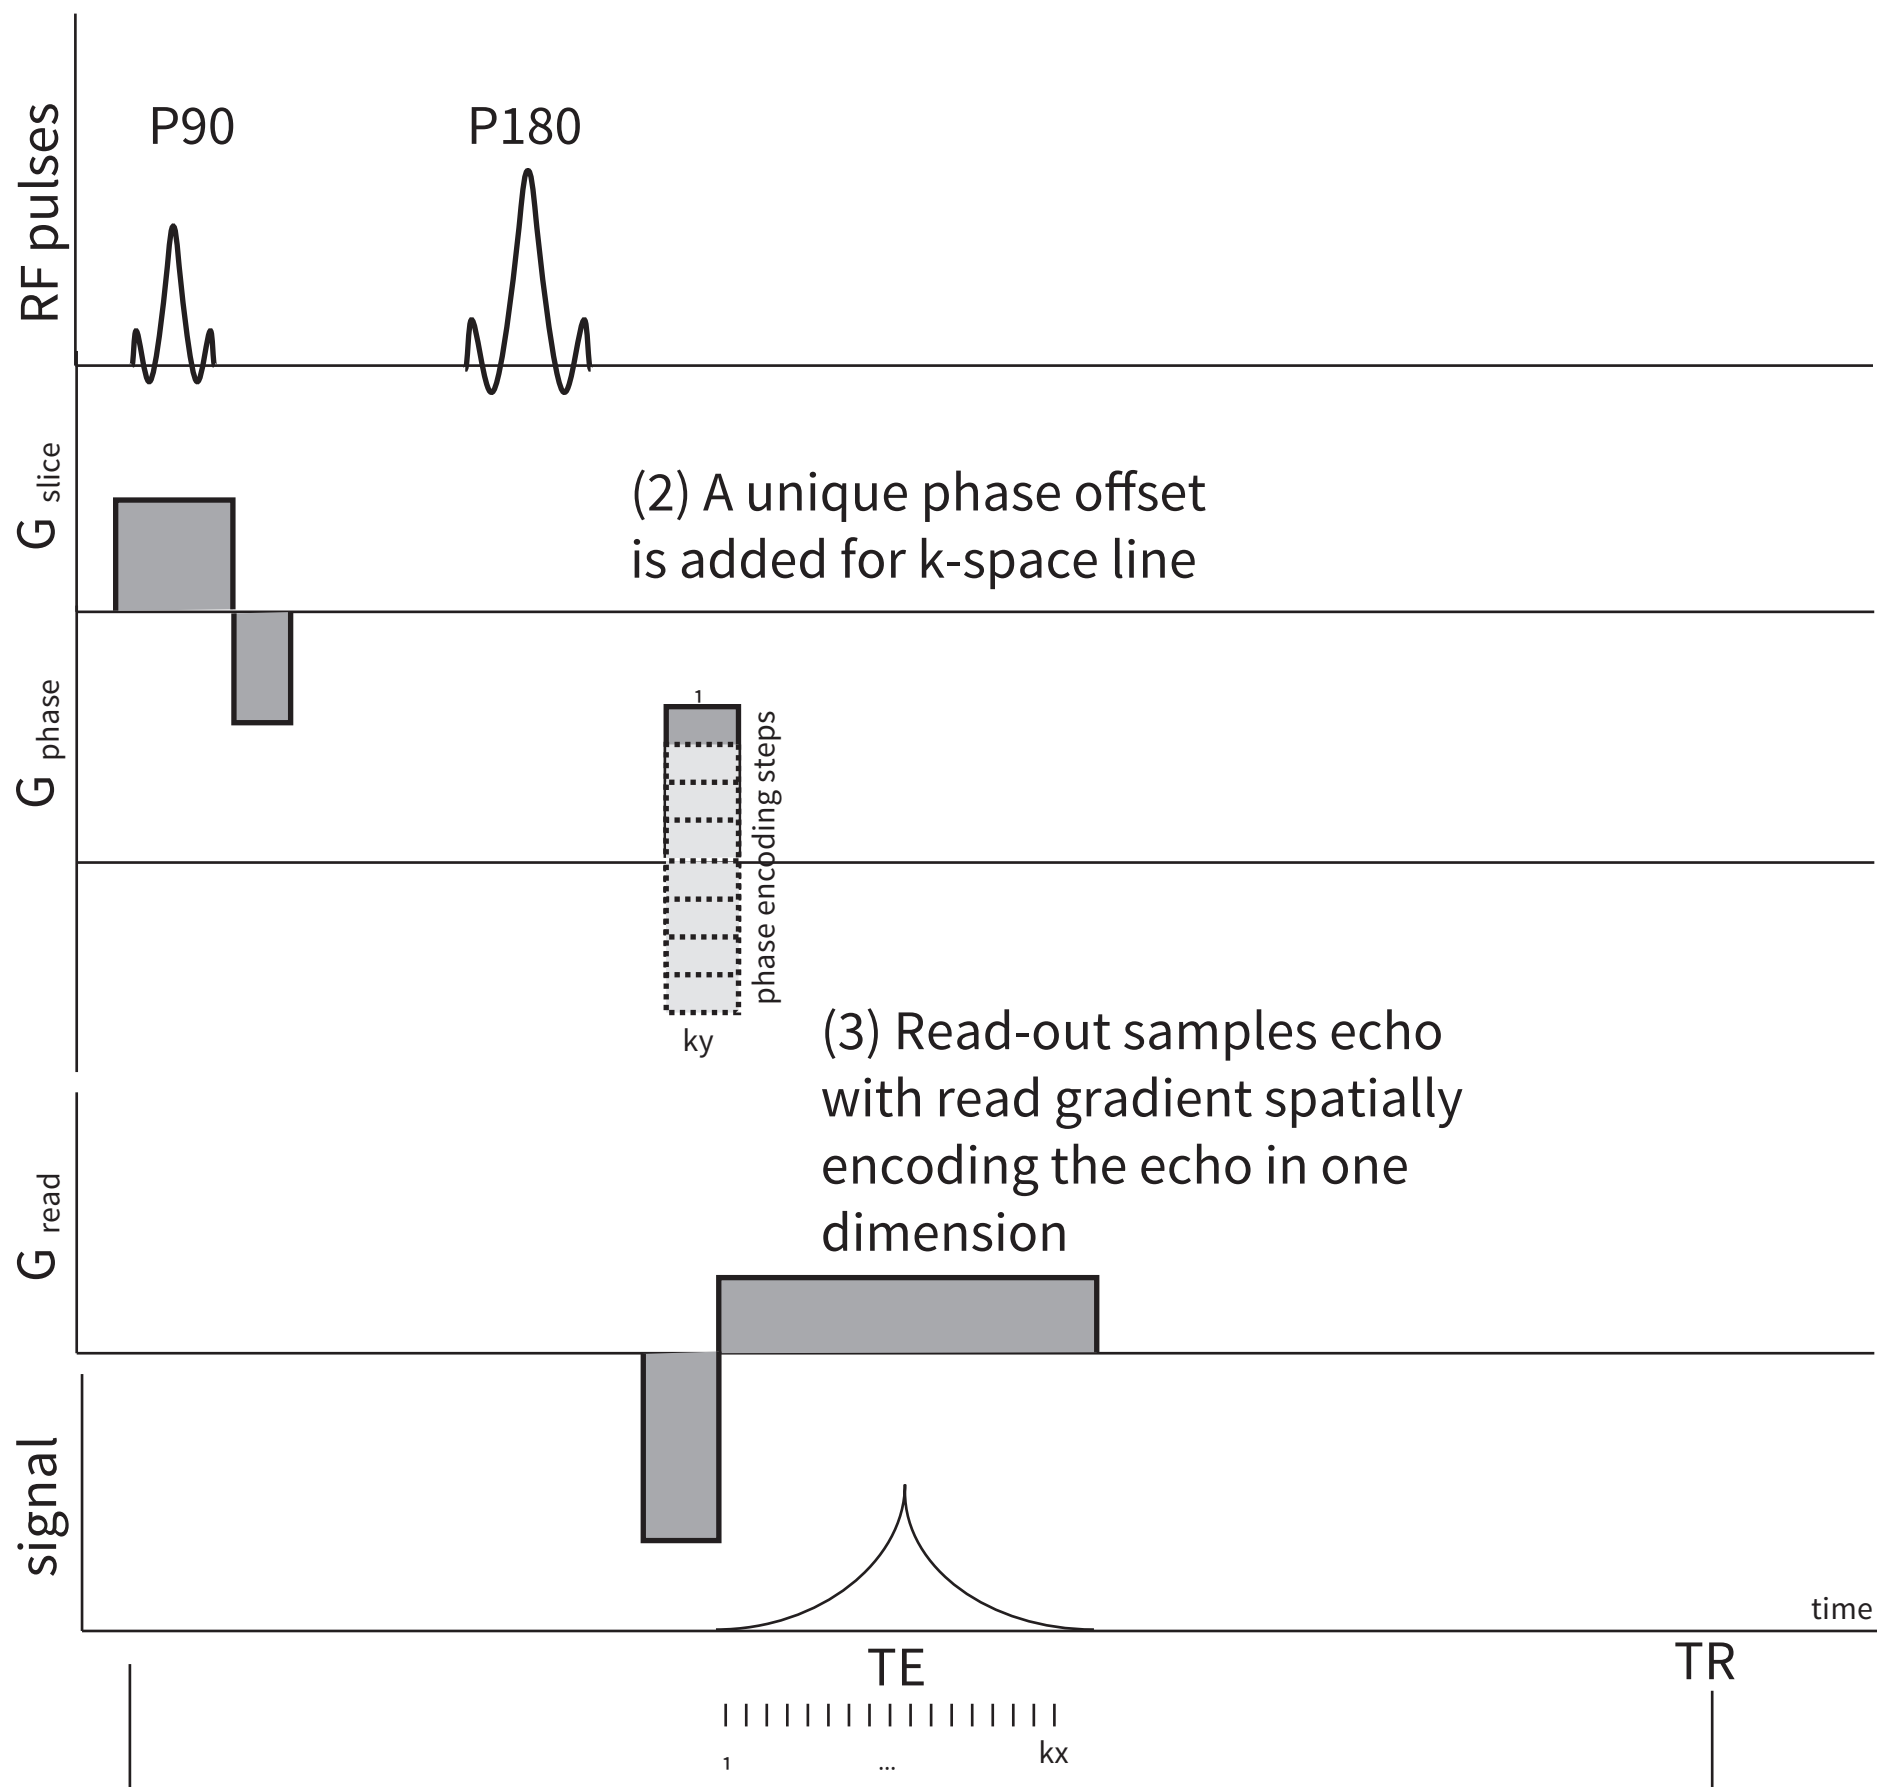 P90
P180
RF pulses
G slice
(2) A unique phase offset
is added for k-space line
G phase
1
phase encoding steps
ky
(3) Read-out samples echo
with read gradient spatially
encoding the echo in one
dimension
G read
signal
time
TE
TR
1
...
kx